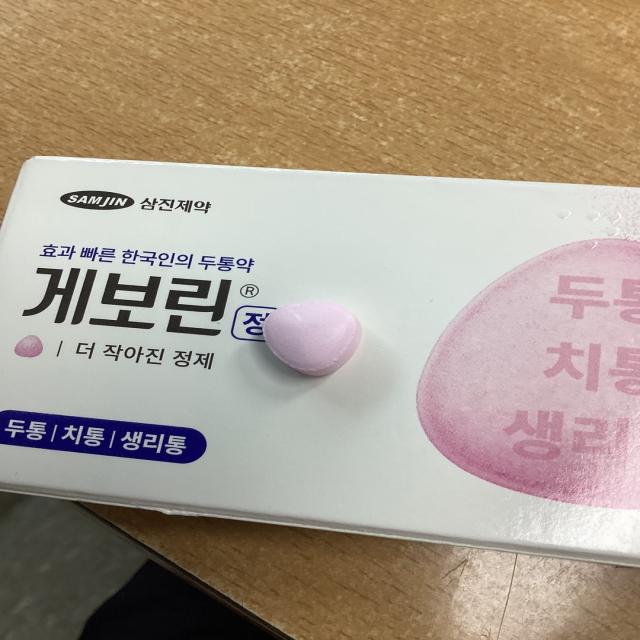 SAMJIN 삼진제약
효과 빠른 한국인의 두통약
게보린®
| 더 작아진 정제
두통 | 치통 | 생리통
두통
치통
생리